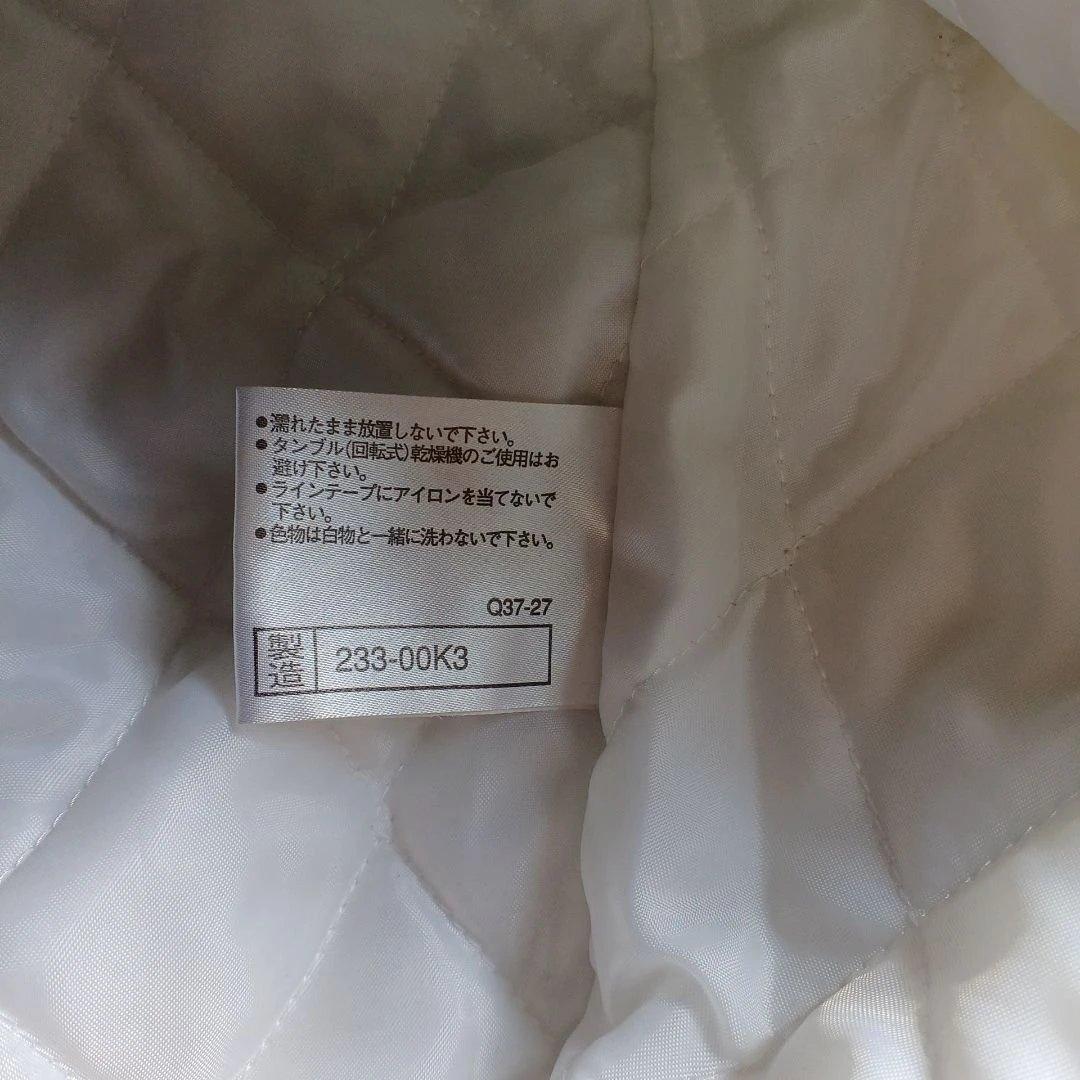 ●濡れたまま放置しないで下さい。
●タンブル(回転式)乾燥機のご使用はお
避け下さい。
●ラインテープにアイロンを当てないで
下さい。
●色物は白物と一緒に洗わないで下さい。
Q37-27
製造 233-00K3